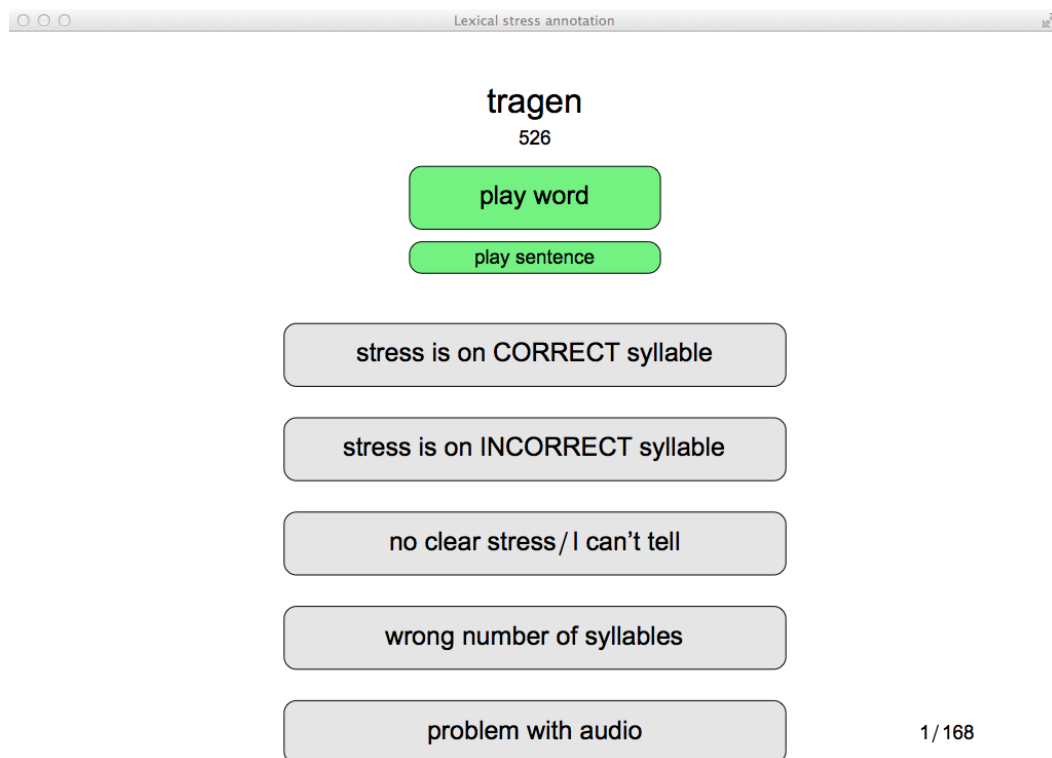 Lexical stress annotation
tragen
526
play word
play sentence
stress is on CORRECT syllable
stress is on INCORRECT syllable
no clear stress/I can't tell
wrong number of syllables
problem with audio
1/168